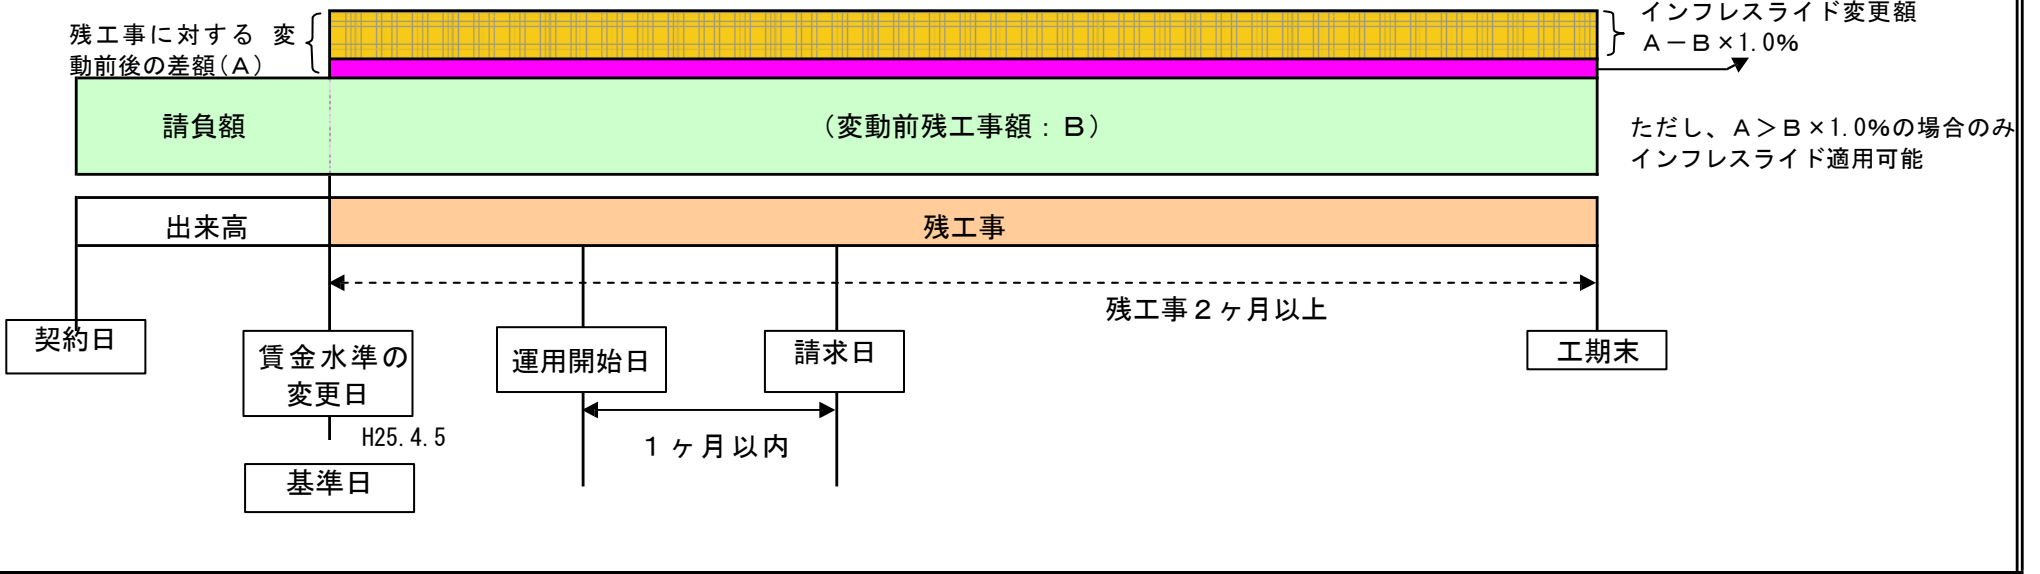 インフレスライド変更額
Ａ－Ｂ×1.0%
残工事に対する 変
動前後の差額(Ａ)
請負額
（変動前残工事額：Ｂ）
ただし、Ａ＞Ｂ×1.0%の場合のみ
インフレスライド適用可能
出来高
残工事
残工事２ヶ月以上
契約日
賃金水準の
変更日
運用開始日
請求日
工期末
H25.4.5
１ヶ月以内
基準日